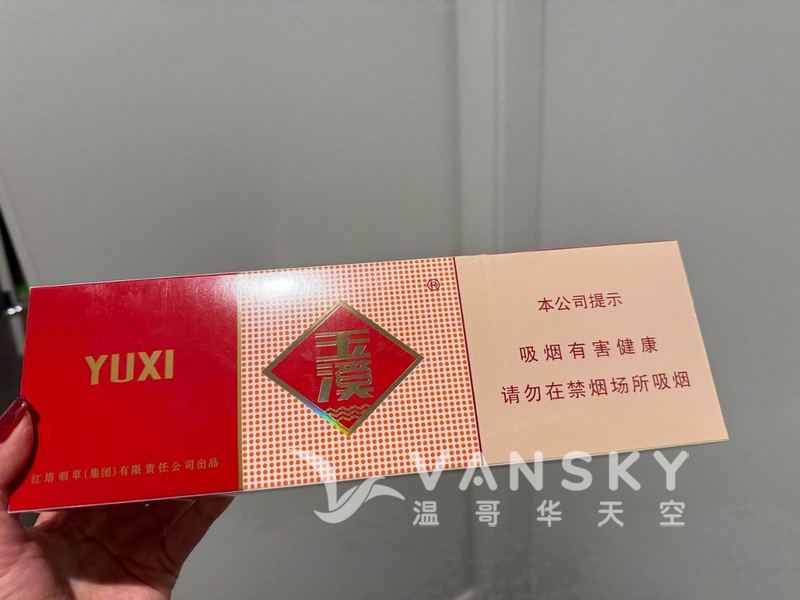 YUXI
红塔烟草(集团)有限责任公司出品
玉溪
®
本公司提示
吸烟有害健康
请勿在禁烟场所吸烟
VANSKY
温哥华天空